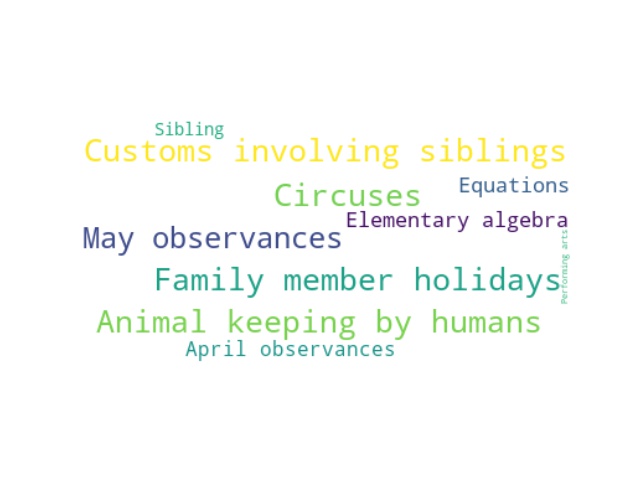 Sibling
Customs involving siblings
Equations
Circuses
Elementary algebra
May observances
Performing arts
Family member holidays
Animal keeping by humans
April observances